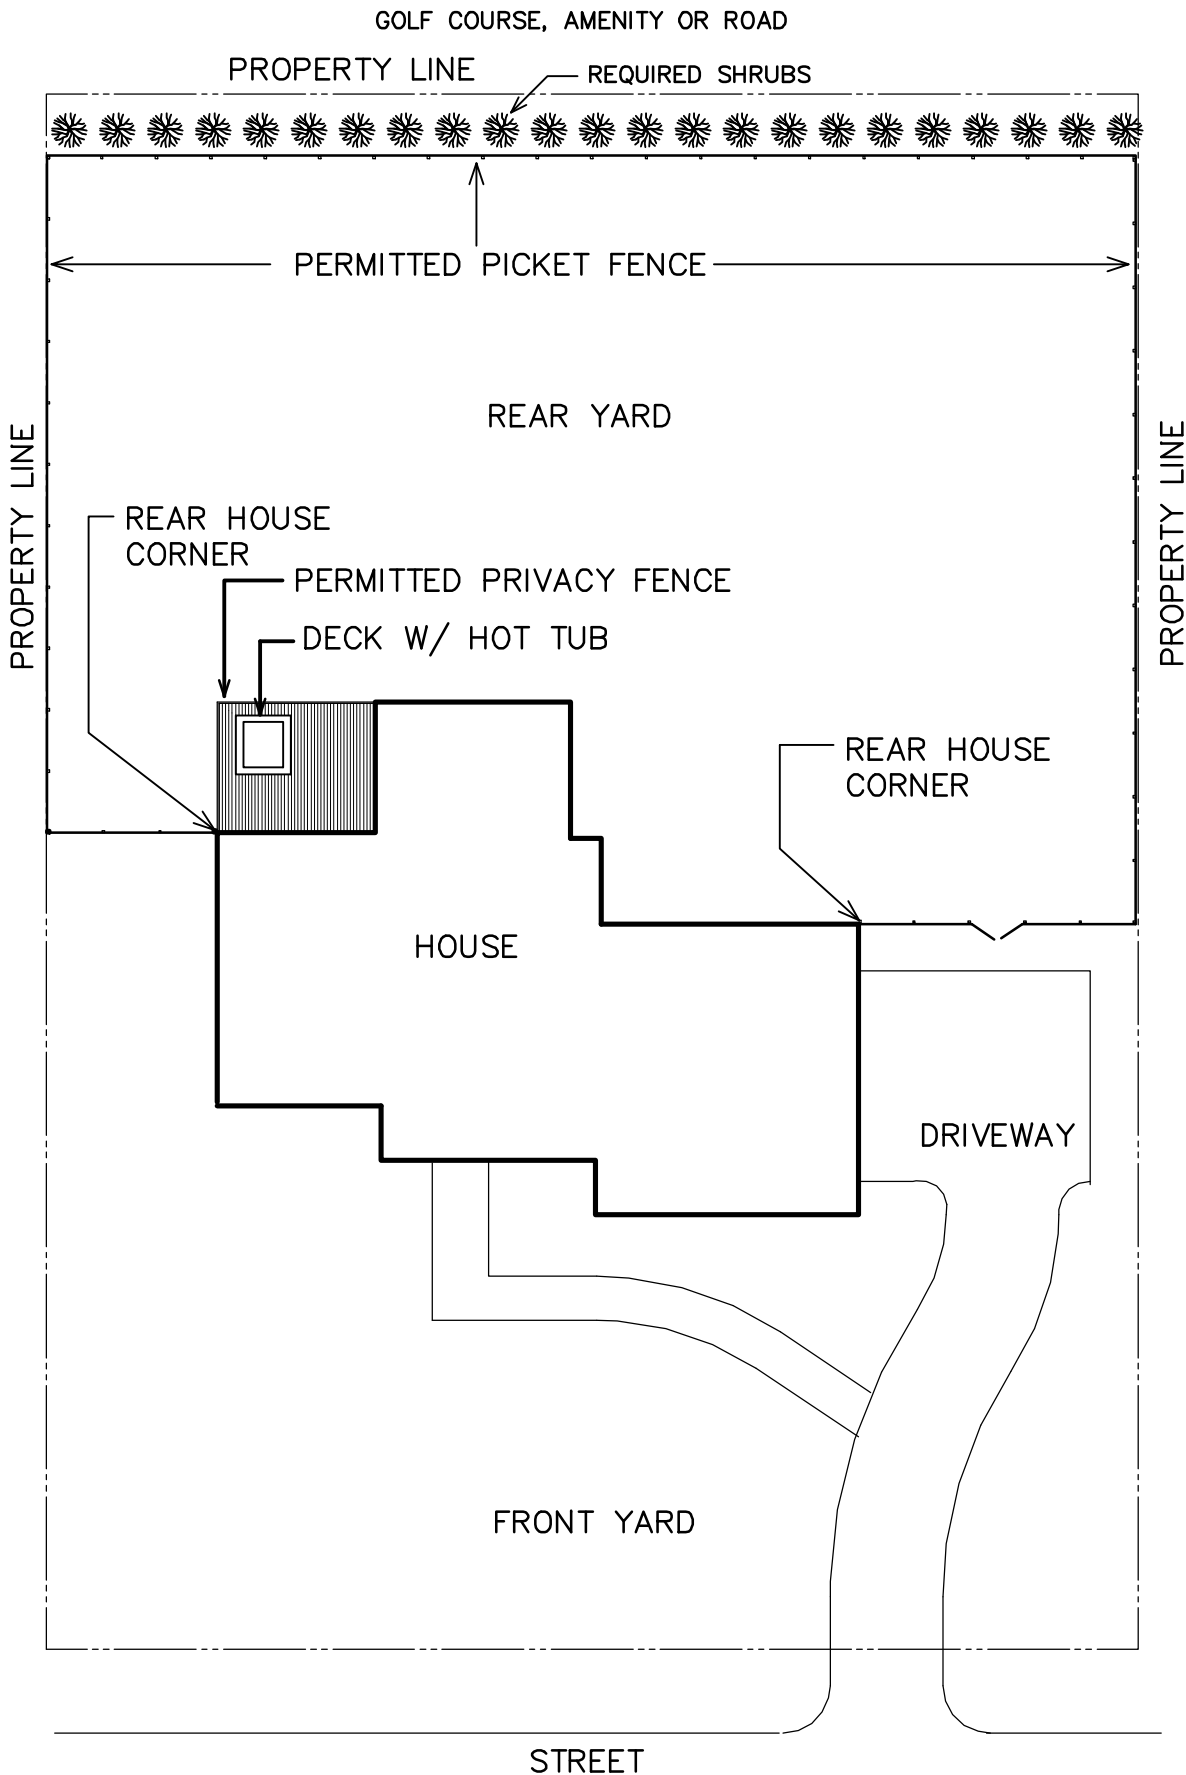 GOLF COURSE, AMENITY OR ROAD
PROPERTY LINE
REQUIRED SHRUBS
PERMITTED PICKET FENCE
REAR YARD
PROPERTY LINE
PROPERTY LINE
REAR HOUSE
CORNER
PERMITTED PRIVACY FENCE
DECK W/ HOT TUB
REAR HOUSE
CORNER
HOUSE
DRIVEWAY
FRONT YARD
STREET